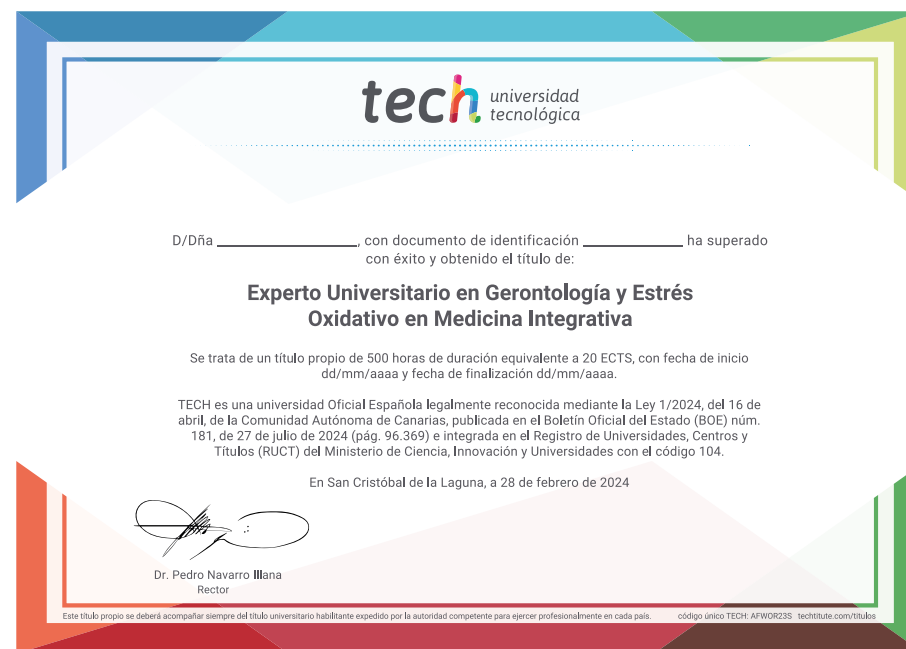 tech universidad
tecnológica
D/Dña ____________________, con documento de identificación ______________ ha superado
con éxito y obtenido el título de:
Experto Universitario en Gerontología y Estrés
Oxidativo en Medicina Integrativa
Se trata de un título propio de 500 horas de duración equivalente a 20 ECTS, con fecha de inicio
dd/mm/aaaa y fecha de finalización dd/mm/aaaa.
TECH es una universidad Oficial Española legalmente reconocida mediante la Ley 1/2024, del 16 de
abril, de la Comunidad Autónoma de Canarias, publicada en el Boletín Oficial del Estado (BOE) núm.
181, de 27 de julio de 2024 (pág. 96.369) e integrada en el Registro de Universidades, Centros y
Títulos (RUCT) del Ministerio de Ciencia, Innovación y Universidades con el código 104.
En San Cristóbal de la Laguna, a 28 de febrero de 2024
Dr. Pedro Navarro Illana
Rector
Este título propio se deberá acompañar siempre del título universitario habilitante expedido por la autoridad competente para ejercer profesionalmente en cada país. código único TECH: AFWOR23S techtitute.com/titulos